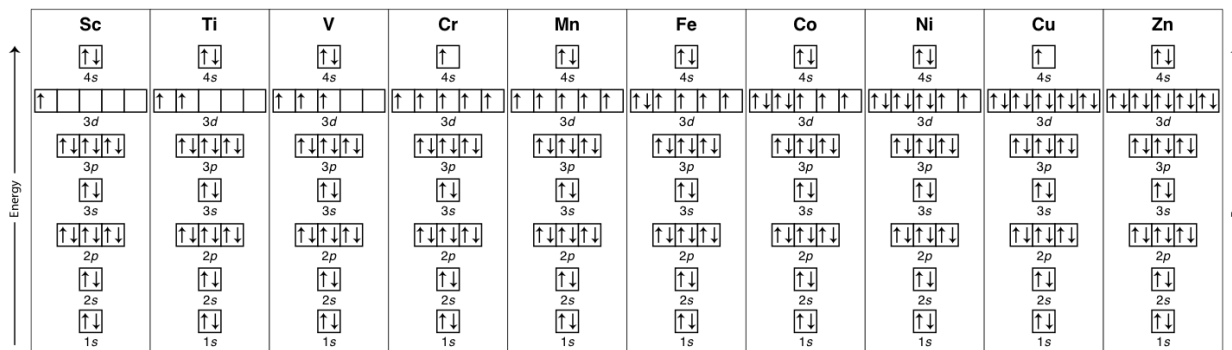 Sc Ti V Cr Mn Fe Co Ni Cu Zn
4s 4s 4s 4s 4s 4s 4s 4s 4s 4s
3d 3d 3d 3d 3d 3d 3d 3d 3d 3d
3p 3p 3p 3p 3p 3p 3p 3p 3p 3p
3s 3s 3s 3s 3s 3s 3s 3s 3s 3s
2p 2p 2p 2p 2p 2p 2p 2p 2p 2p
2s 2s 2s 2s 2s 2s 2s 2s 2s 2s
1s 1s 1s 1s 1s 1s 1s 1s 1s 1s
Energy